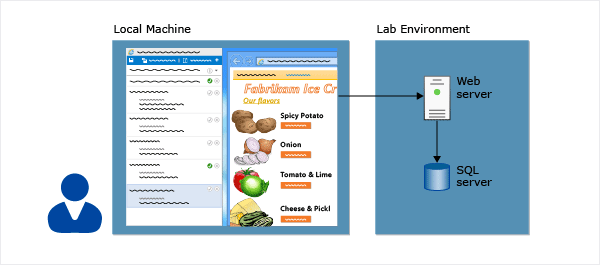 Local Machine
Lab Environment
Fabrikam Ice Cr
Our flavors
Spicy Potato
Onion
Tomato & Lime
Cheese & Pickl
Web
server
SQL
server